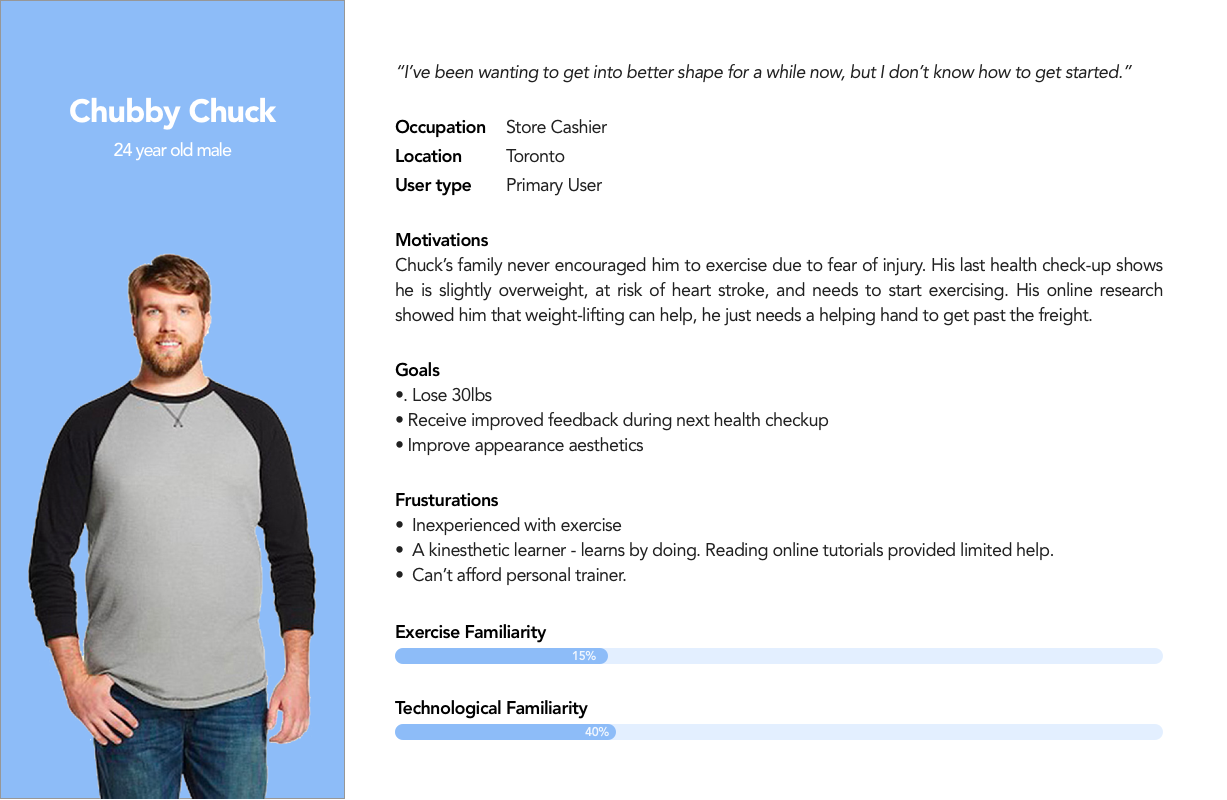 Chubby Chuck
24 year old male
“I’ve been wanting to get into better shape for a while now, but I don’t know how to get started.”
Occupation Store Cashier
Location Toronto
User type Primary User
Motivations
Chuck’s family never encouraged him to exercise due to fear of injury. His last health check-up shows
he is slightly overweight, at risk of heart stroke, and needs to start exercising. His online research
showed him that weight-lifting can help, he just needs a helping hand to get past the freight.
Goals
•. Lose 30lbs
• Receive improved feedback during next health checkup
• Improve appearance aesthetics
Frusturations
• Inexperienced with exercise
• A kinesthetic learner - learns by doing. Reading online tutorials provided limited help.
• Can’t afford personal trainer.
Exercise Familiarity
15%
Technological Familiarity
40%